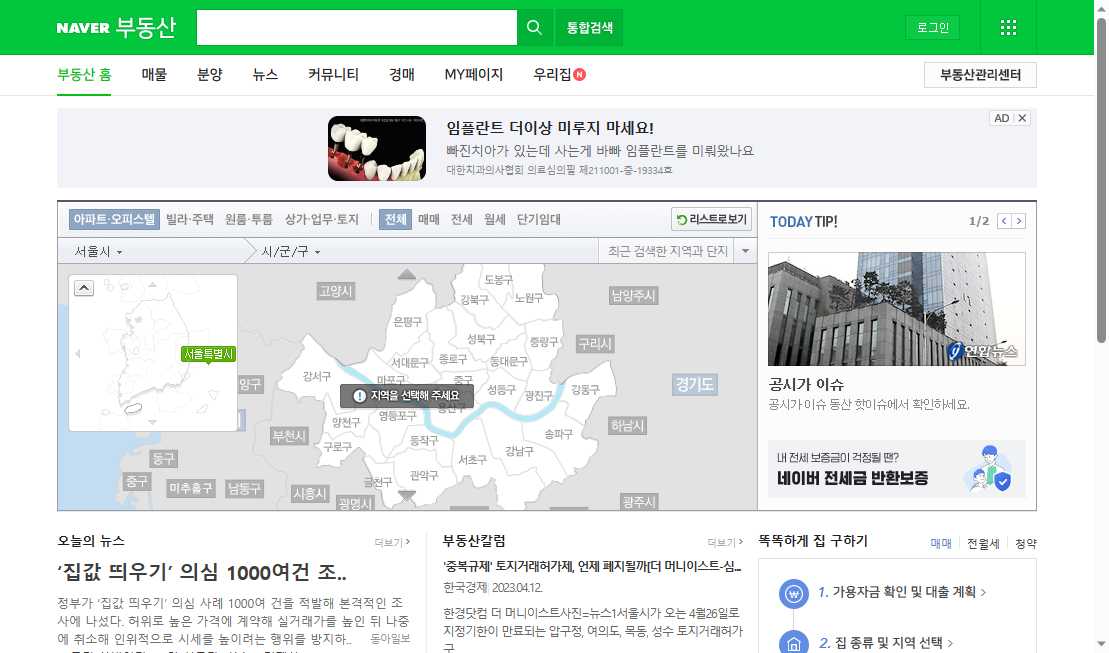 NAVER 부동산
통합검색
로그인
부동산 홈 매물 분양 뉴스 커뮤니티 경매 MY페이지 우리집 N
부동산관리센터
임플란트 더이상 미루지 마세요!
빠진치아가 있는데 사는게 바빠 임플란트를 미뤄왔나요
대한치과의사협회 의료심의필 제211001-중-19334호
AD
아파트·오피스텔 빌라·주택 원룸·투룸 상가·업무·토지 전체 매매 전세 월세 단기임대
리스트로보기
서울시 시/군/구
최근 검색한 지역과 단지
TODAY TIP!
1/2
도봉구
고양시
강북구
노원구
남양주시
은평구
성북구
중랑구
구리시
서울특별시
서대문구
종로구
동대문구
강서구
마포구
중구
양구
경기도
성동구
광진구
강동구
지역을 선택해 주세요
용산구
영등포구
양천구
부천시
동작구
송파구
하남시
구로구
강남구
서초구
동구
관악구
금천구
중구
미추홀구
남동구
시흥시
광명시
광주시
연합뉴스
공시가 이슈
공시가 이슈 동산 핫이슈에서 확인하세요.
내 전세 보증금이 걱정될 땐?
네이버 전세금 반환보증
오늘의 뉴스
더보기
‘집값 띄우기’ 의심 1000여건 조..
정부가 ‘집값 띄우기’ 의심 사례 1000여 건을 적발해 본격적인 조
사에 나섰다. 허위로 높은 가격에 계약해 실거래가를 높인 뒤 나중
에 취소해 인위적으로 시세를 높이려는 행위를 방지하..
동아일보
부동산칼럼
더보기
'중복규제' 토지거래허가제, 언제 폐지될까[더 머니이스트-심...
한국경제 2023.04.12.
한경닷컴 더 머니이스트사진=뉴스1서울시가 오는 4월26일로
지정기한이 만료되는 압구정, 여의도, 목동, 성수 토지거래허가
구
똑똑하게 집 구하기
매매 전월세 청약
1. 가용자금 확인 및 대출 계획
2. 집 종류 및 지역 선택